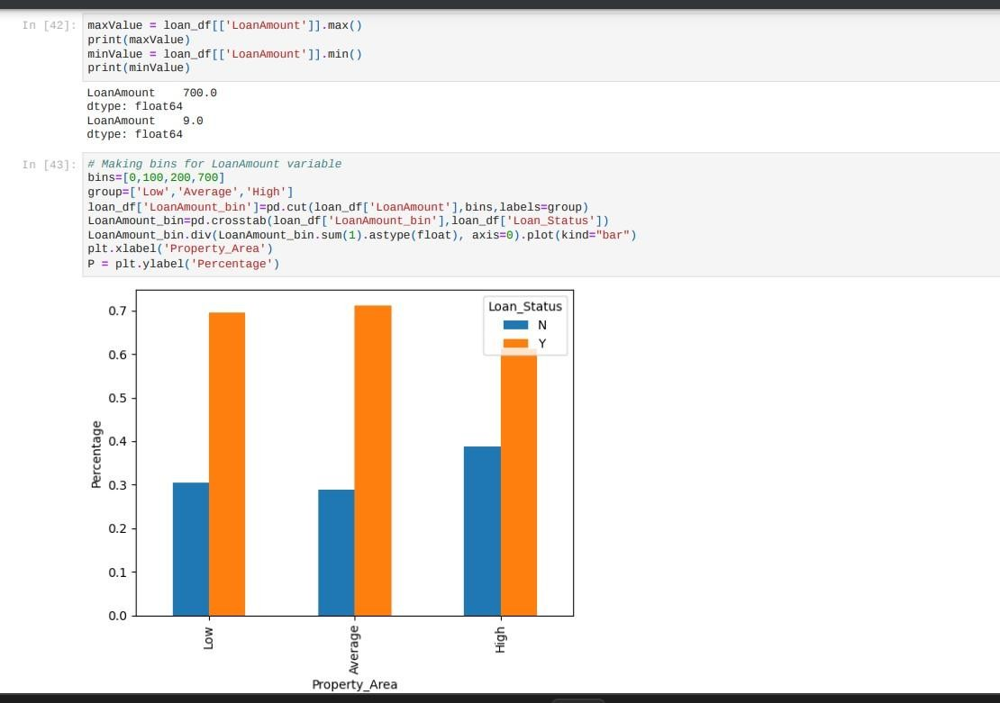 In [42]:
maxValue = loan_df[['LoanAmount']].max()
print(maxValue)
minValue = loan_df[['LoanAmount']].min()
print(minValue)
LoanAmount    700.0
dtype: float64
LoanAmount    9.0
dtype: float64
In [43]:
# Making bins for LoanAmount variable
bins=[0,100,200,700]
group=['Low','Average','High']
loan_df['LoanAmount_bin']=pd.cut(loan_df['LoanAmount'],bins,labels=group)
LoanAmount_bin=pd.crosstab(loan_df['LoanAmount_bin'],loan_df['Loan_Status'])
LoanAmount_bin.div(LoanAmount_bin.sum(1).astype(float), axis=0).plot(kind="bar")
plt.xlabel('Property_Area')
P = plt.ylabel('Percentage')
Loan_Status
N
Y
0.7
0.6
0.5
0.4
0.3
0.2
0.1
0.0
Percentage
Low
Average
High
Property_Area